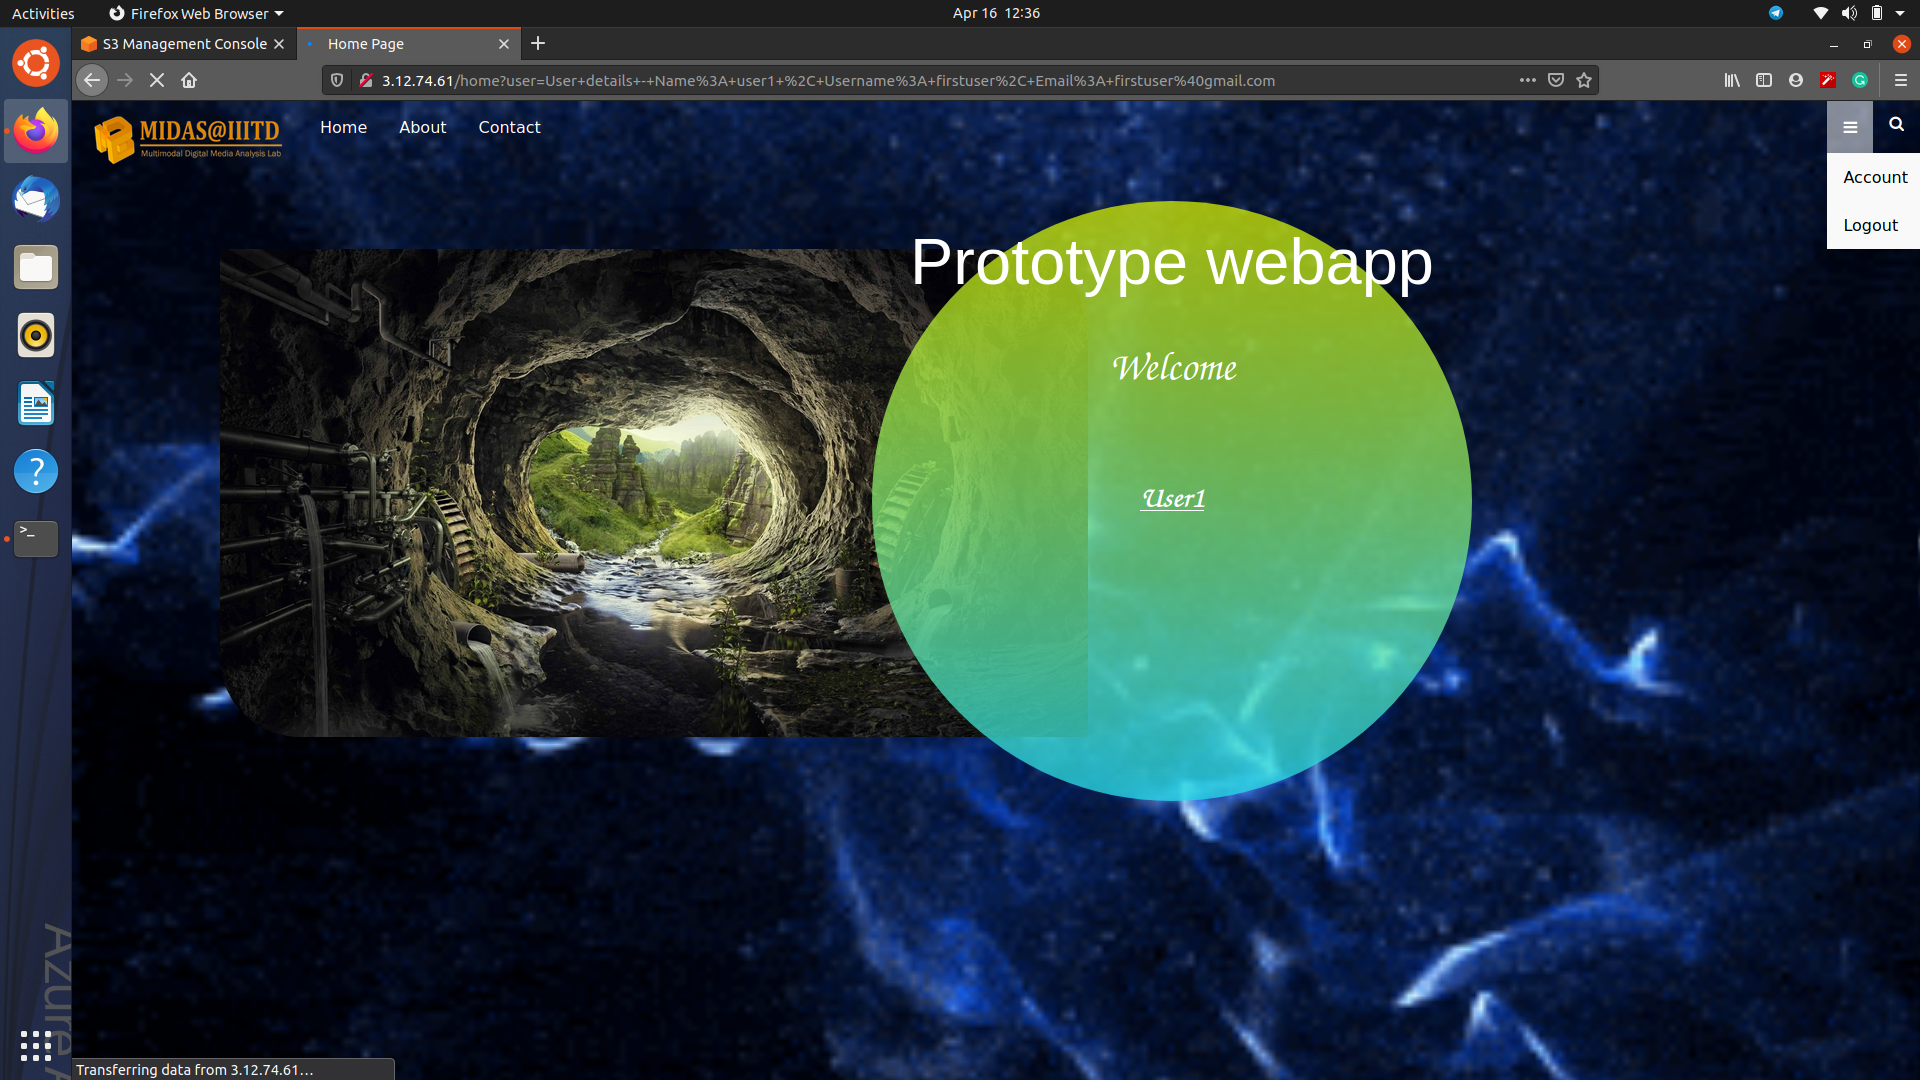 Activities
Firefox Web Browser
Apr 16 12:36
S3 Management Console
Home Page
3.12.74.61/home?user=User+details+-+Name%3A+user1+%2C+Username%3A+firstuser%2C+Email%3A+firstuser%40gmail.com
MIDAS@IIITD
Multimodal Digital Media Analysis Lab
Home
About
Contact
Account
Logout
Prototype webapp
Welcome
User1
Azure
Transferring data from 3.12.74.61...